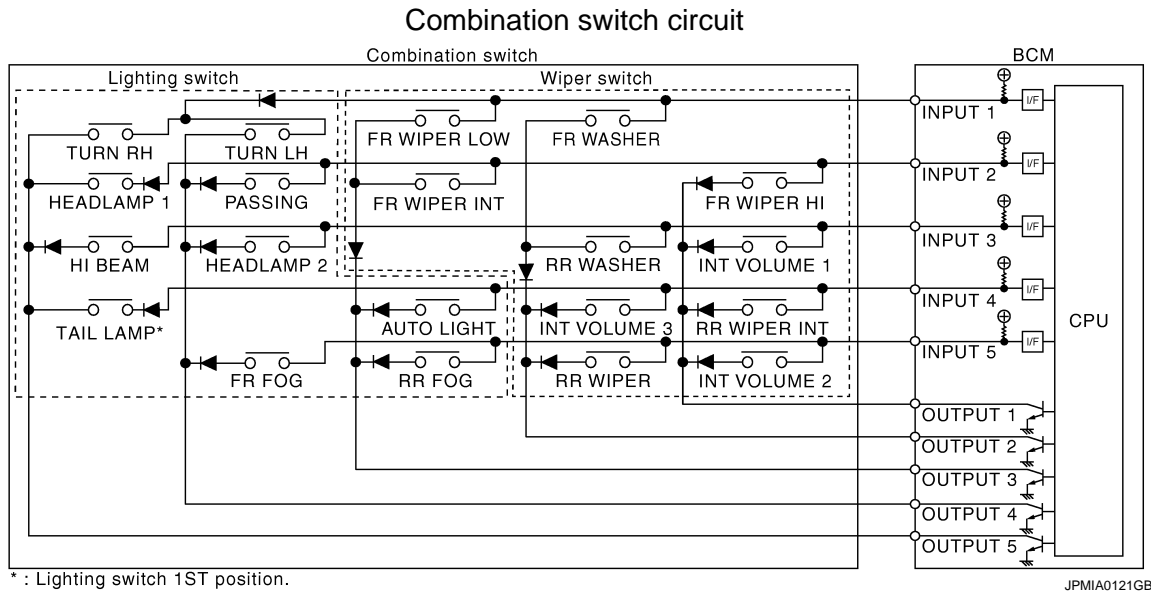 Combination switch circuit
Combination switch
BCM
Lighting switch
Wiper switch
INPUT 1
I/F
TURN RH
TURN LH
FR WIPER LOW
FR WASHER
INPUT 2
I/F
HEADLAMP 1
PASSING
FR WIPER INT
FR WIPER HI
INPUT 3
I/F
HI BEAM
HEADLAMP 2
RR WASHER
INT VOLUME 1
INPUT 4
I/F
TAIL LAMP*
AUTO LIGHT
INT VOLUME 3
RR WIPER INT
CPU
INPUT 5
I/F
FR FOG
RR FOG
RR WIPER
INT VOLUME 2
OUTPUT 1
OUTPUT 2
OUTPUT 3
OUTPUT 4
OUTPUT 5
* : Lighting switch 1ST position.
JPMIA0121GB